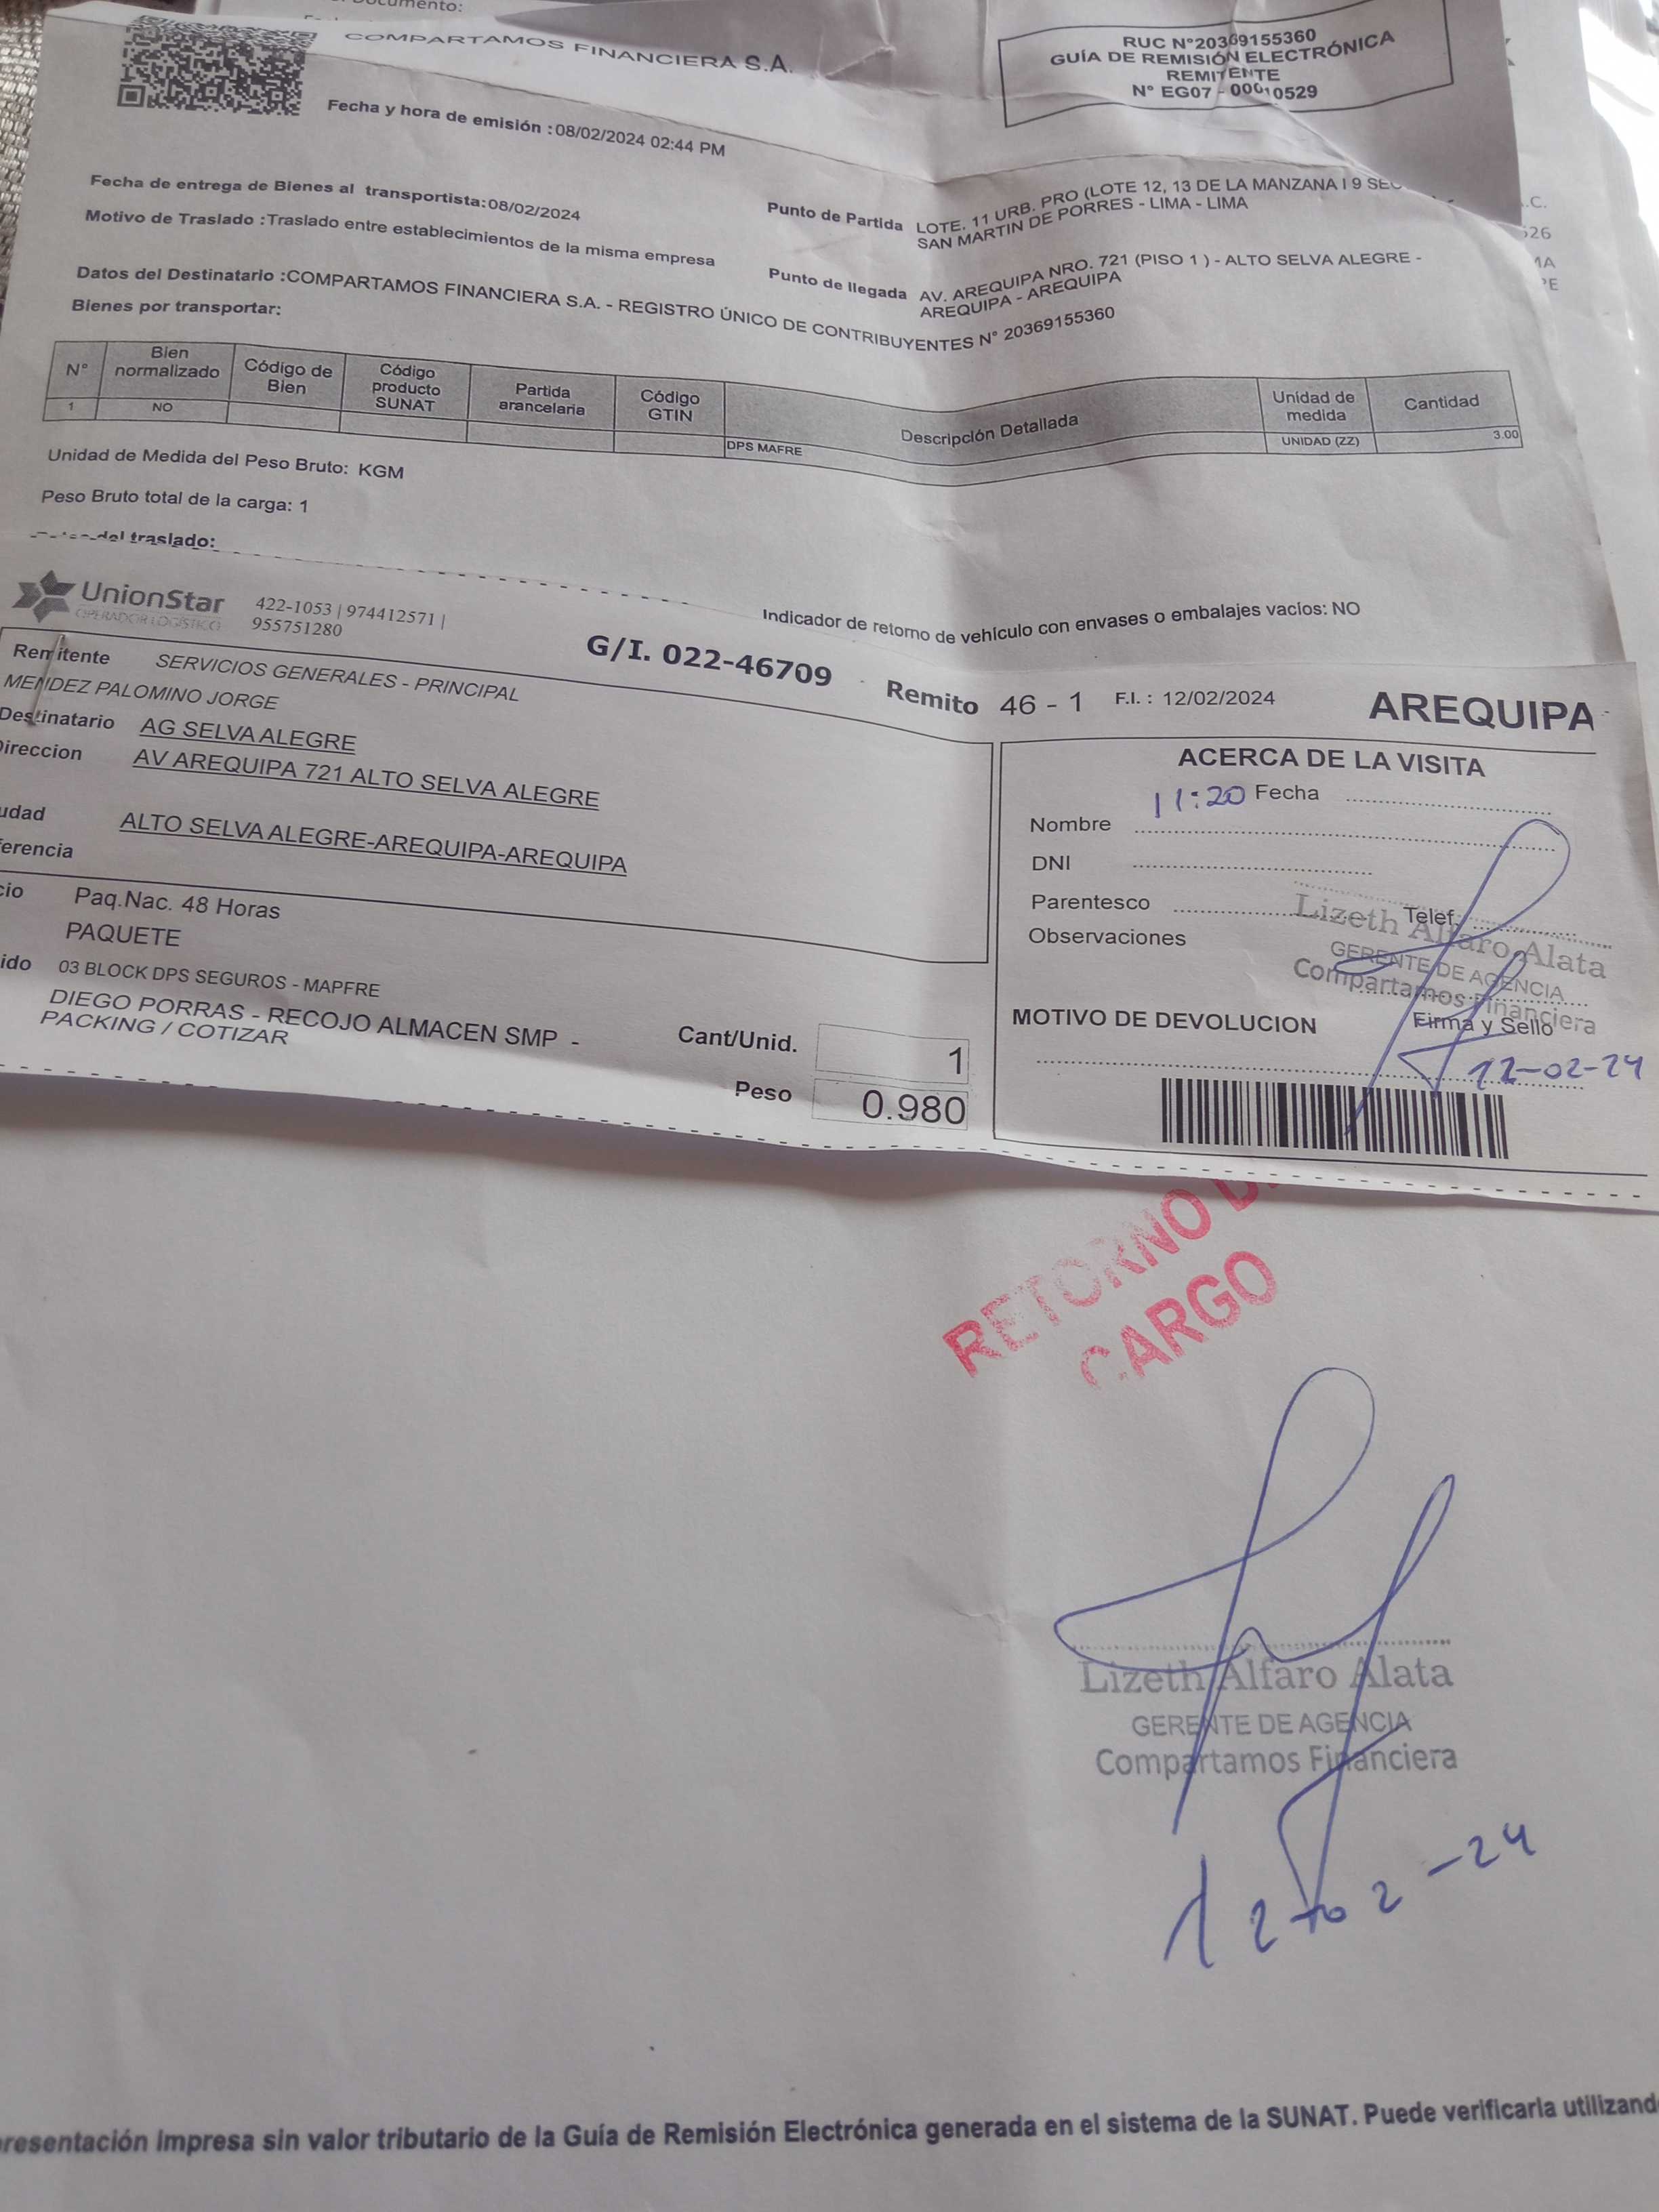 Documento:
COMPARTAMOS FINANCIERA S.A.
RUC N°20369155360
GUÍA DE REMISIÓN ELECTRÓNICA
REMITENTE
N° EG07 - 00010529
Fecha y hora de emisión :08/02/2024 02:44 PM
Fecha de entrega de Bienes al transportista:08/02/2024
Motivo de Traslado :Traslado entre establecimientos de la misma empresa
Punto de Partida LOTE. 11 URB. PRO (LOTE 12, 13 DE LA MANZANA I 9
SAN MARTIN DE PORRES - LIMA - LIMA
Punto de llegada AV. AREQUIPA NRO. 721 (PISO 1 ) - ALTO SELVA ALEGRE -
AREQUIPA - AREQUIPA
Datos del Destinatario :COMPARTAMOS FINANCIERA S.A. - REGISTRO ÚNICO DE CONTRIBUYENTES N° 20369155360
Bienes por transportar:
N° Bien normalizado Código de Bien Código producto SUNAT Partida arancelaria Código GTIN Descripción Detallada Unidad de medida Cantidad
1 NO DPS MAFRE UNIDAD (ZZ) 3.00
Unidad de Medida del Peso Bruto: KGM
Peso Bruto total de la carga: 1
del traslado:
Indicador de retorno de vehículo con envases o embalajes vacíos: NO
UnionStar
OPERADOR LOGÍSTICO
422-1053 | 974412571 |
955751280
G/I. 022-46709 Remito 46 - 1 F.I. : 12/02/2024 AREQUIPA
Remitente SERVICIOS GENERALES - PRINCIPAL
MENDEZ PALOMINO JORGE
Destinatario AG SELVA ALEGRE
Direccion AV AREQUIPA 721 ALTO SELVA ALEGRE
udad ALTO SELVA ALEGRE-AREQUIPA-AREQUIPA
ferencia
cio Paq.Nac. 48 Horas
PAQUETE
ido 03 BLOCK DPS SEGUROS - MAPFRE
DIEGO PORRAS - RECOJO ALMACEN SMP -
PACKING / COTIZAR
Cant/Unid. 1
Peso 0.980
ACERCA DE LA VISITA
11:20 Fecha
Nombre
DNI
Parentesco Telef.
Observaciones
Lizeth Alfaro Alata
GERENTE DE AGENCIA
Compartamos Financiera
MOTIVO DE DEVOLUCION Firma y Sello
12-02-24
RETORNO
CARGO
Lizeth Alfaro Alata
GERENTE DE AGENCIA
Compartamos Financiera
12-02-24
presentación impresa sin valor tributario de la Guía de Remisión Electrónica generada en el sistema de la SUNAT. Puede verificarla utilizand